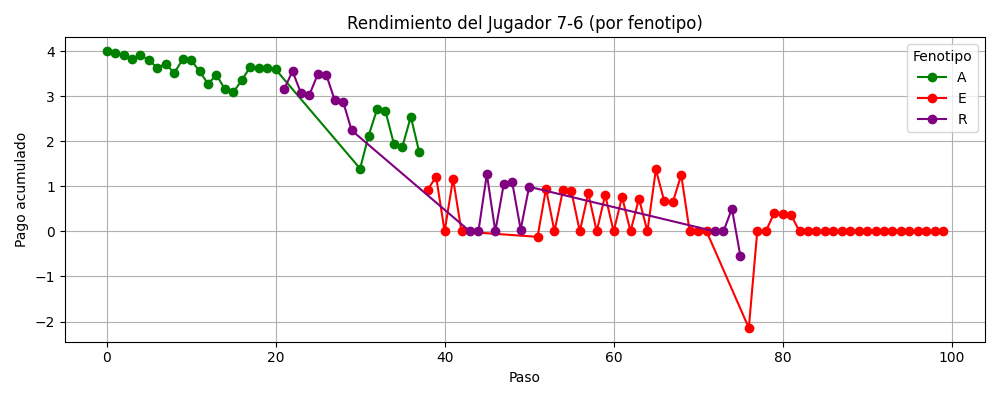 Rendimiento del Jugador 7-6 (por fenotipo)
Pago acumulado
4
3
2
1
0
−1
−2
Fenotipo
A
E
R
0 20 40 60 80 100
Paso